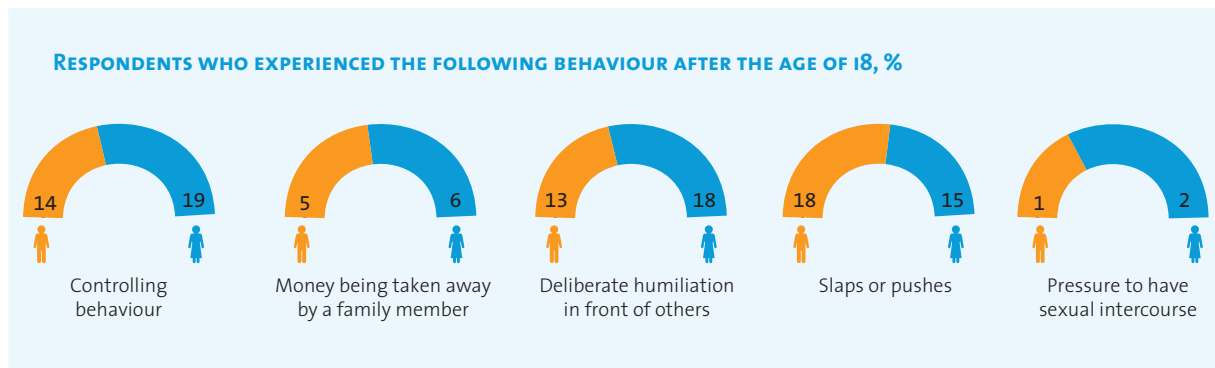 Respondents who experienced the following behaviour after the age of 18, %
14 19
5 6
13 18
18 15
1 2
Controlling
behaviour
Money being taken away
by a family member
Deliberate humiliation
in front of others
Slaps or pushes
Pressure to have
sexual intercourse